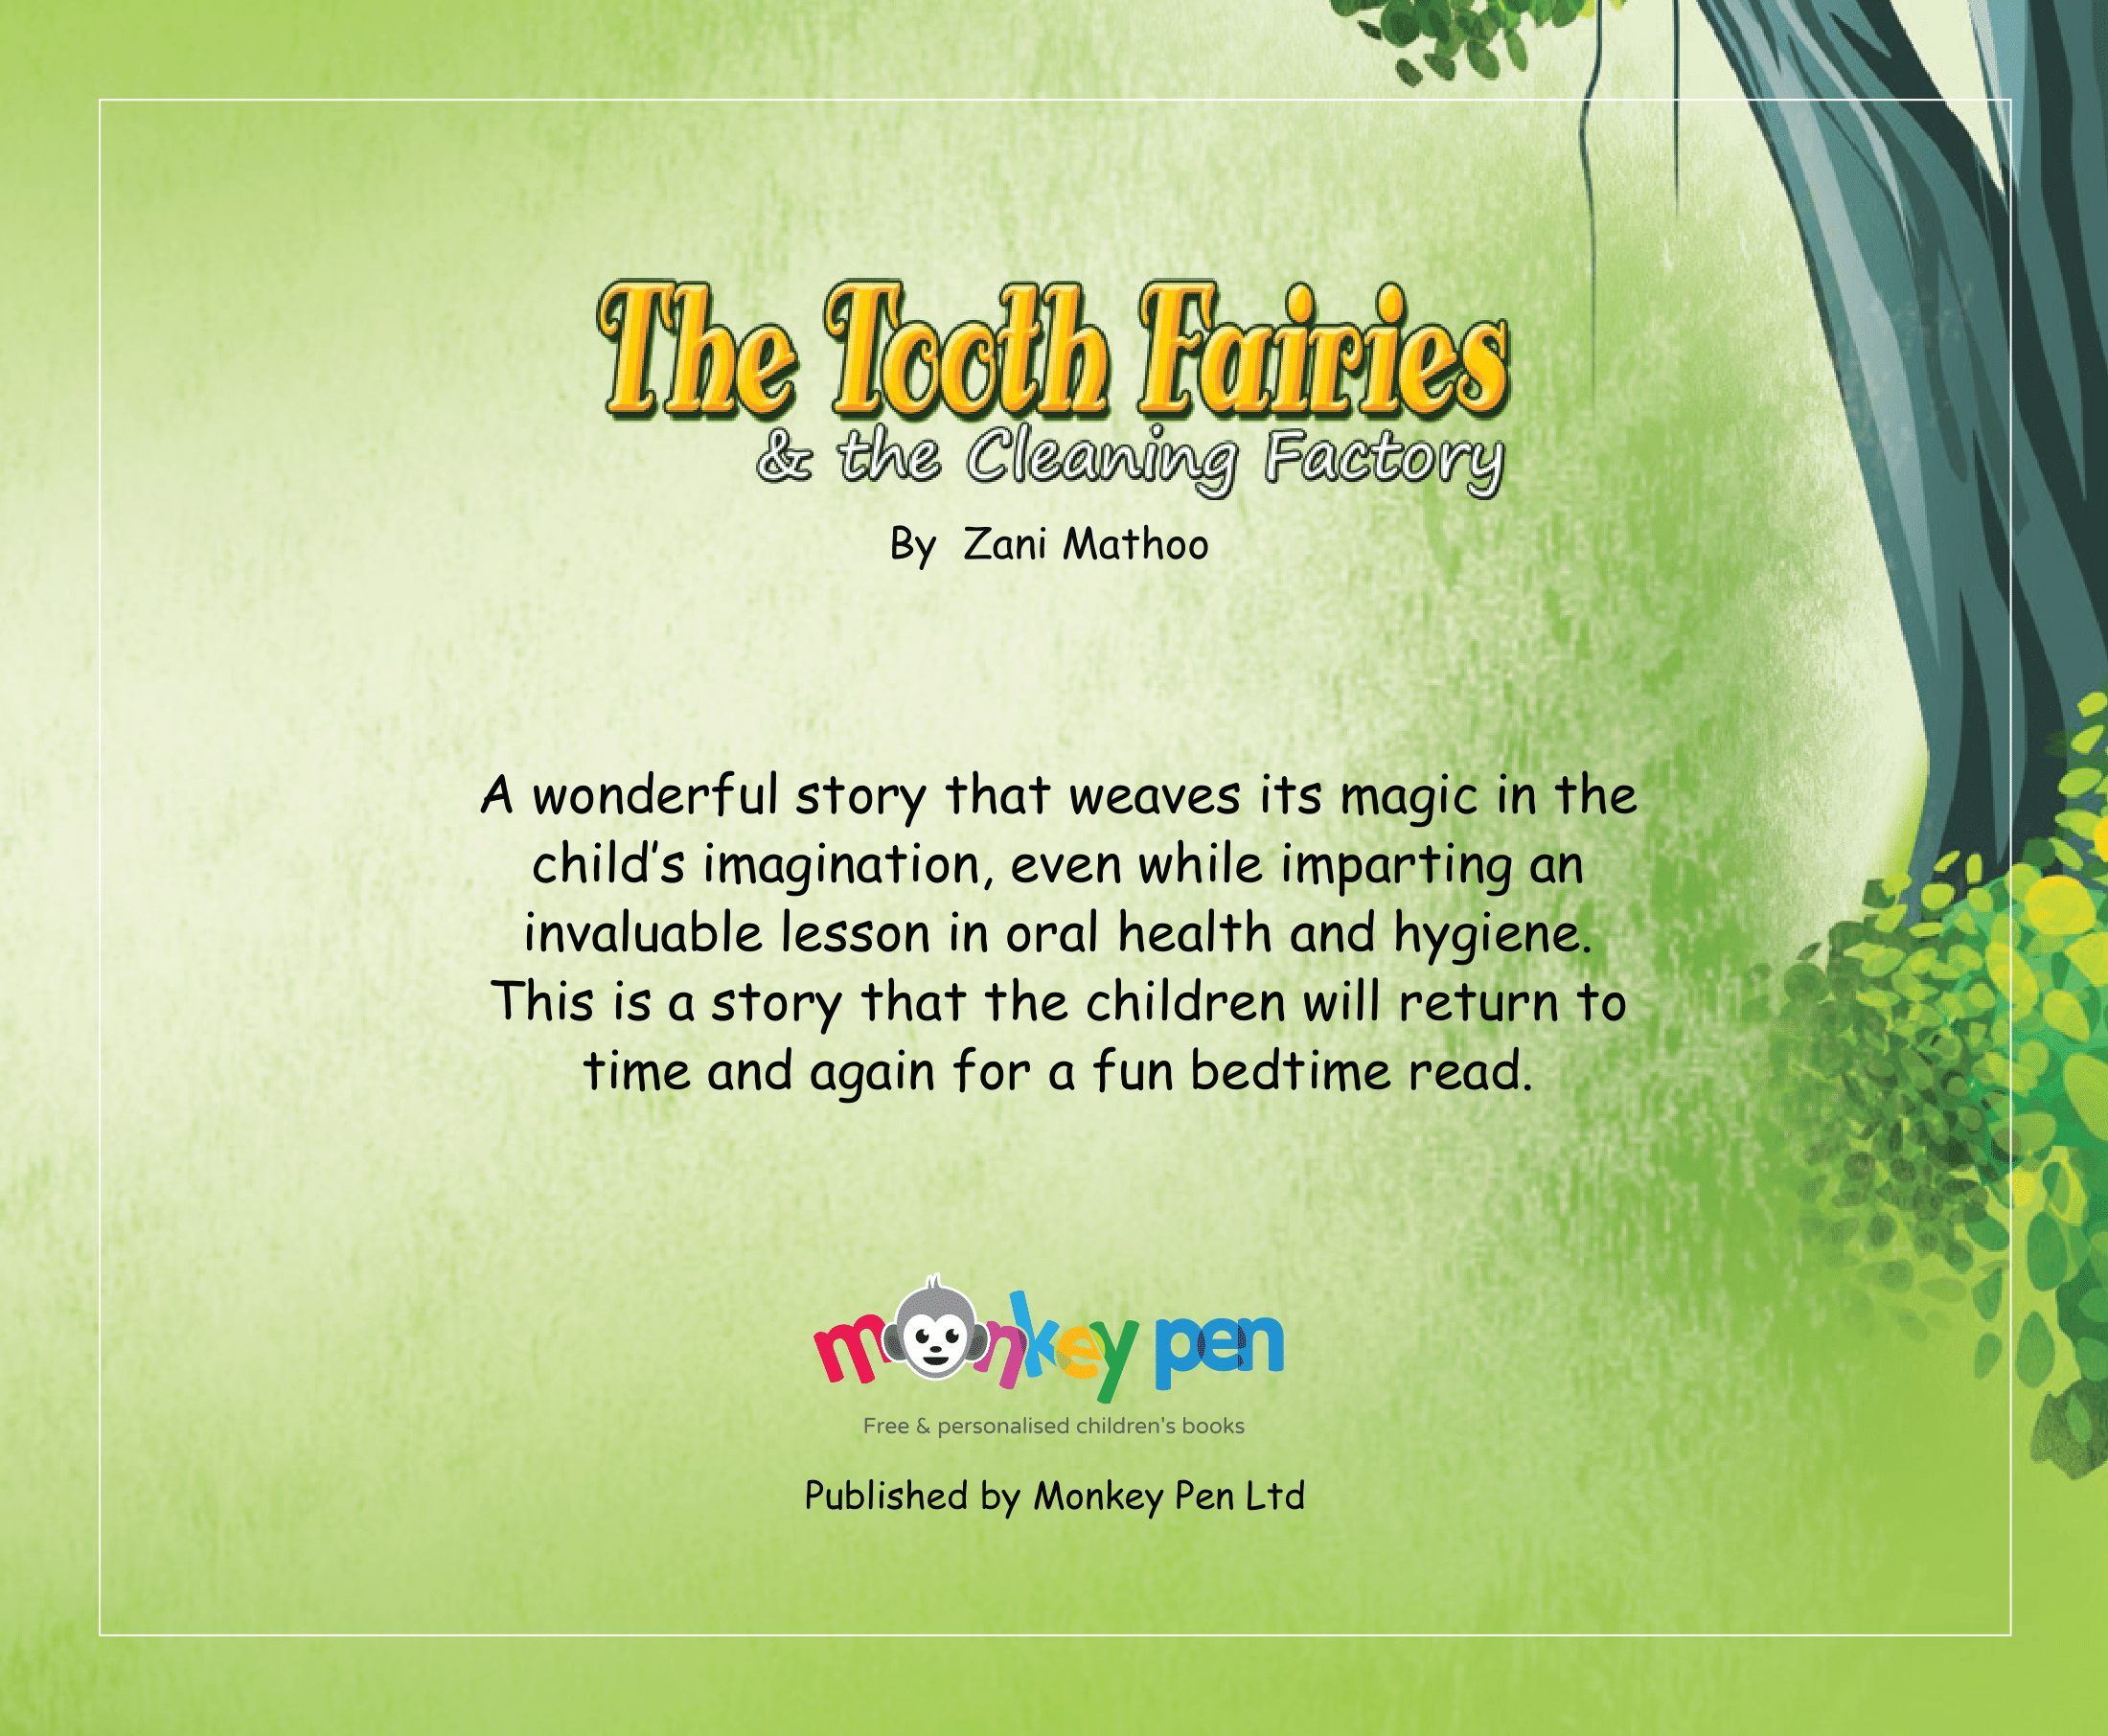 The Tooth Fairies
& the Cleaning Factory
By Zani Mathoo
A wonderful story that weaves its magic in the
child’s imagination, even while imparting an
invaluable lesson in oral health and hygiene.
This is a story that the children will return to
time and again for a fun bedtime read.
monkey pen
Free & personalised children's books
Published by Monkey Pen Ltd